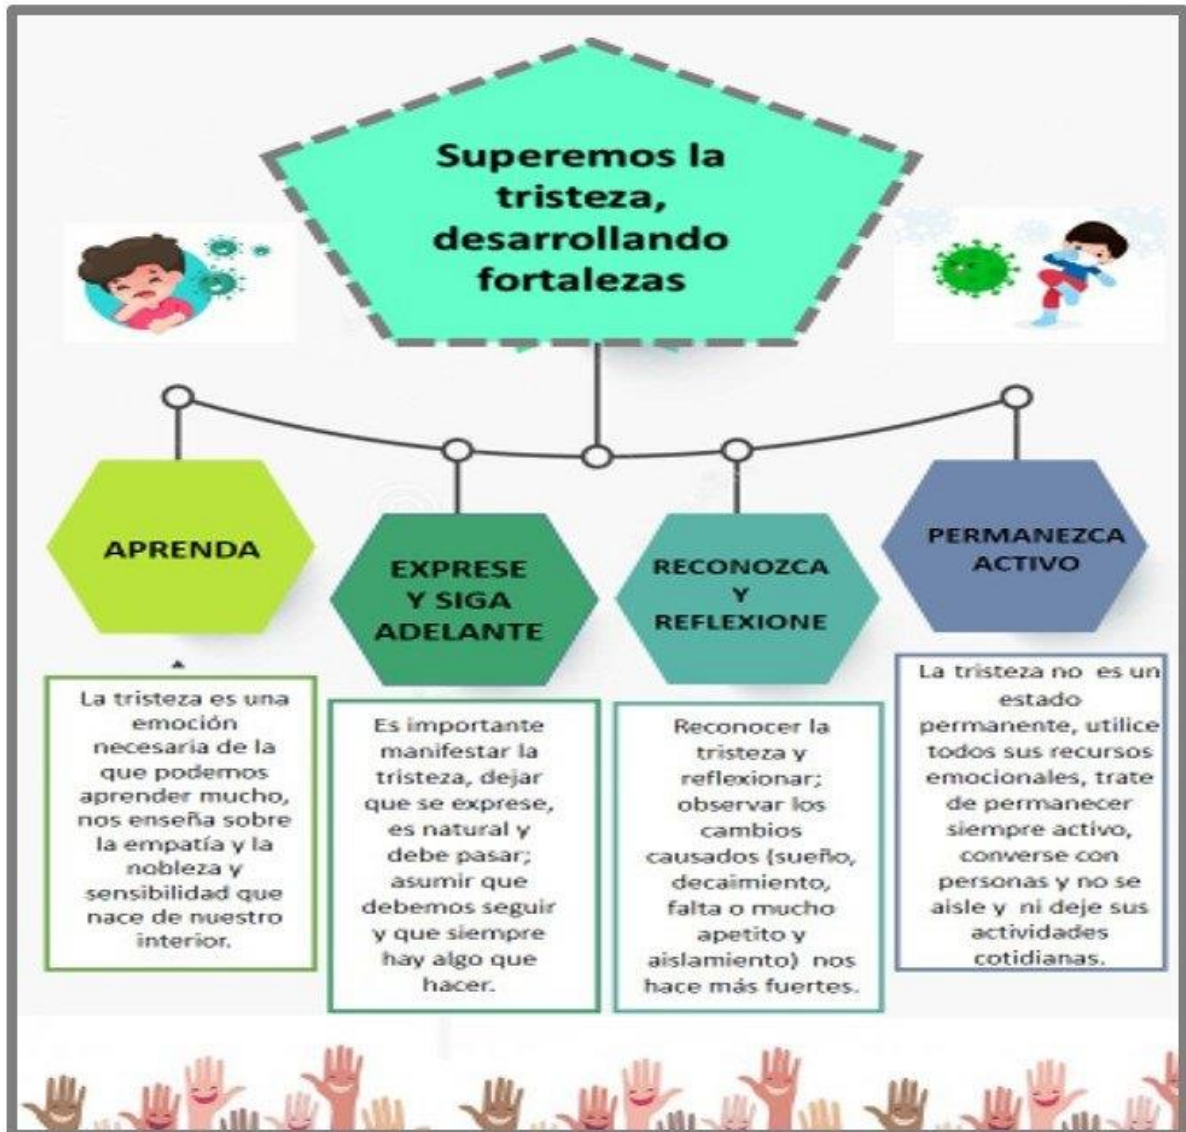 Superemos la
tristeza,
desarrollando
fortalezas
APRENDA
La tristeza es una
emoción
necesaria de la
que podemos
aprender mucho,
nos enseña sobre
la empatía y la
nobleza y
sensibilidad que
nace de nuestro
interior.
EXPRESE
Y SIGA
ADELANTE
Es importante
manifestar la
tristeza, dejar
que se exprese,
es natural y
debe pasar;
asumir que
debemos seguir
y que siempre
hay algo que
hacer.
RECONOZCA
Y
REFLEXIONE
Reconocer la
tristeza y
reflexionar;
observar los
cambios
causados (sueño,
decaimiento,
falta o mucho
apetito y
aislamiento) nos
hace más fuertes.
PERMANEZCA
ACTIVO
La tristeza no es un
estado
permanente, utilice
todos sus recursos
emocionales, trate
de permanecer
siempre activo,
converse con
personas y no se
aisle y ni deje sus
actividades
cotidianas.